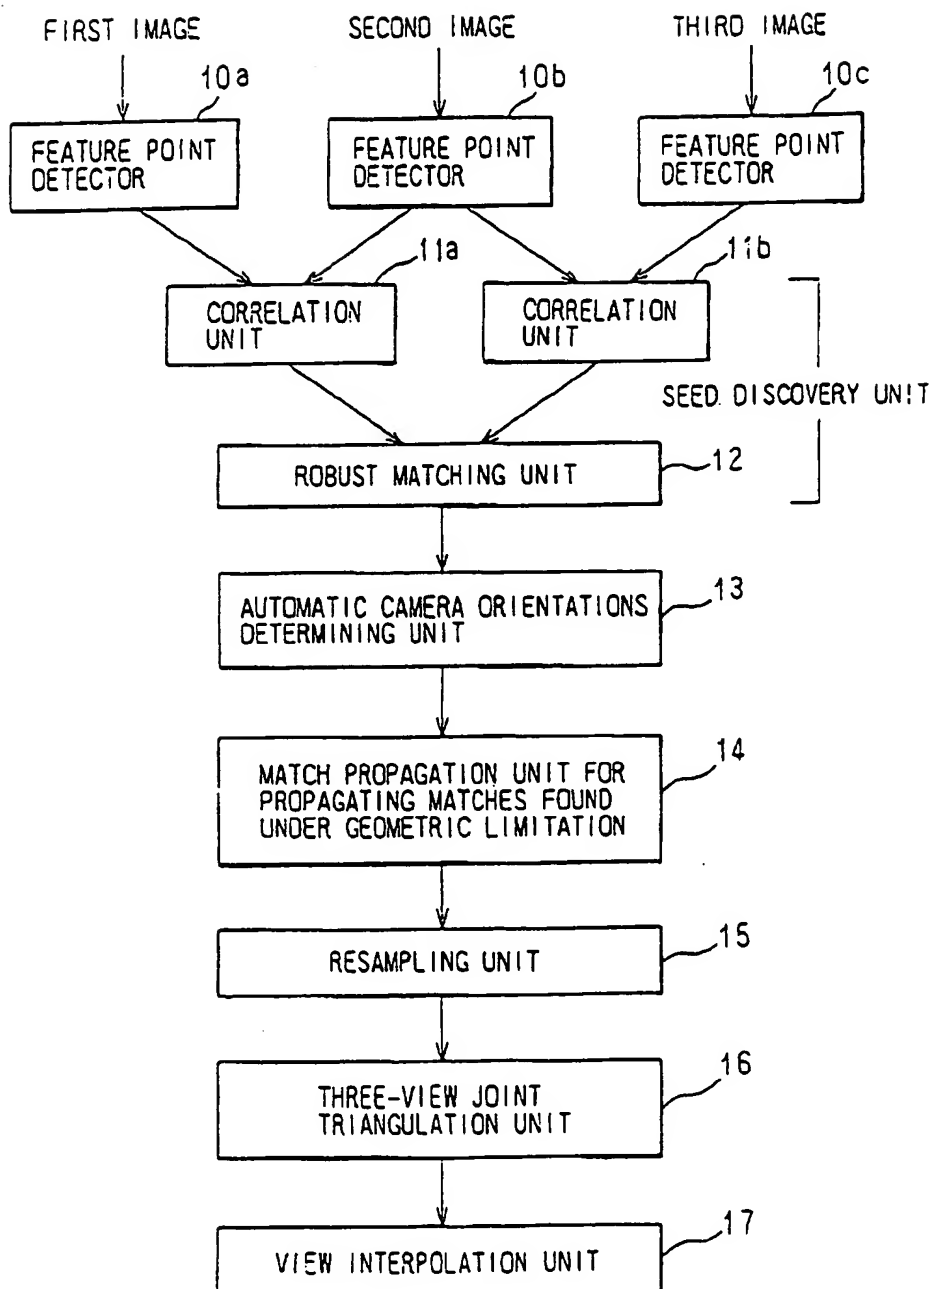 FIRST IMAGE
SECOND IMAGE
THIRD IMAGE
10a
10b
10c
FEATURE POINT
DETECTOR
FEATURE POINT
DETECTOR
FEATURE POINT
DETECTOR
11a
11b
CORRELATION
UNIT
CORRELATION
UNIT
SEED DISCOVERY UNIT
ROBUST MATCHING UNIT
12
AUTOMATIC CAMERA ORIENTATIONS
DETERMINING UNIT
13
MATCH PROPAGATION UNIT FOR
PROPAGATING MATCHES FOUND
UNDER GEOMETRIC LIMITATION
14
RESAMPLING UNIT
15
THREE-VIEW JOINT
TRIANGULATION UNIT
16
VIEW INTERPOLATION UNIT
17